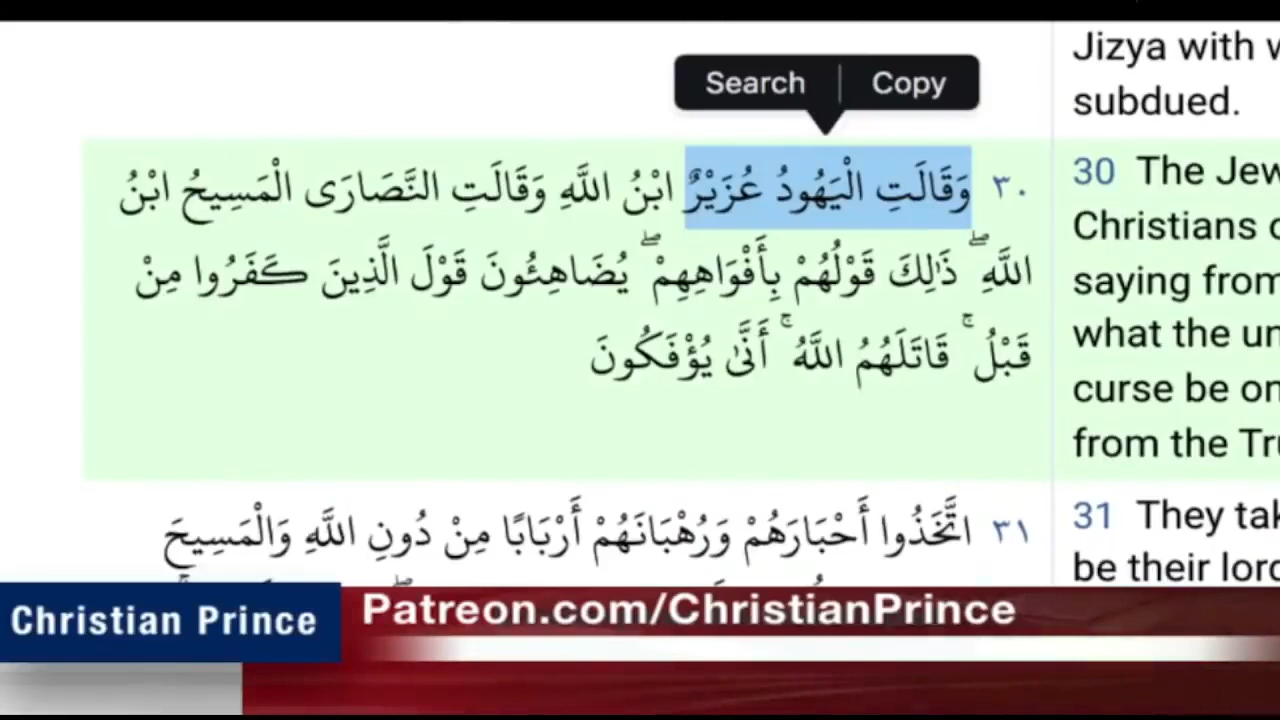 Search | Copy
٣٠ وَقَالَتِ الْيَهُودُ عُزَيْرٌ ابْنُ اللَّهِ وَقَالَتِ النَّصَارَى الْمَسِيحُ ابْنُ
اللَّهِ ۖ ذَٰلِكَ قَوْلُهُمْ بِأَفْوَاهِهِمْ ۖ يُضَاهِئُونَ قَوْلَ الَّذِينَ كَفَرُوا مِنْ
قَبْلُ ۚ قَاتَلَهُمُ اللَّهُ ۚ أَنَّىٰ يُؤْفَكُونَ
٣١ اتَّخَذُوا أَحْبَارَهُمْ وَرُهْبَانَهُمْ أَرْبَابًا مِنْ دُونِ اللَّهِ وَالْمَسِيحَ
Jizya with
subdued.
30 The Jew
Christians
saying from
what the un
curse be on
from the Tru
31 They tak
be their lord
Christian Prince
Patreon.com/ChristianPrince